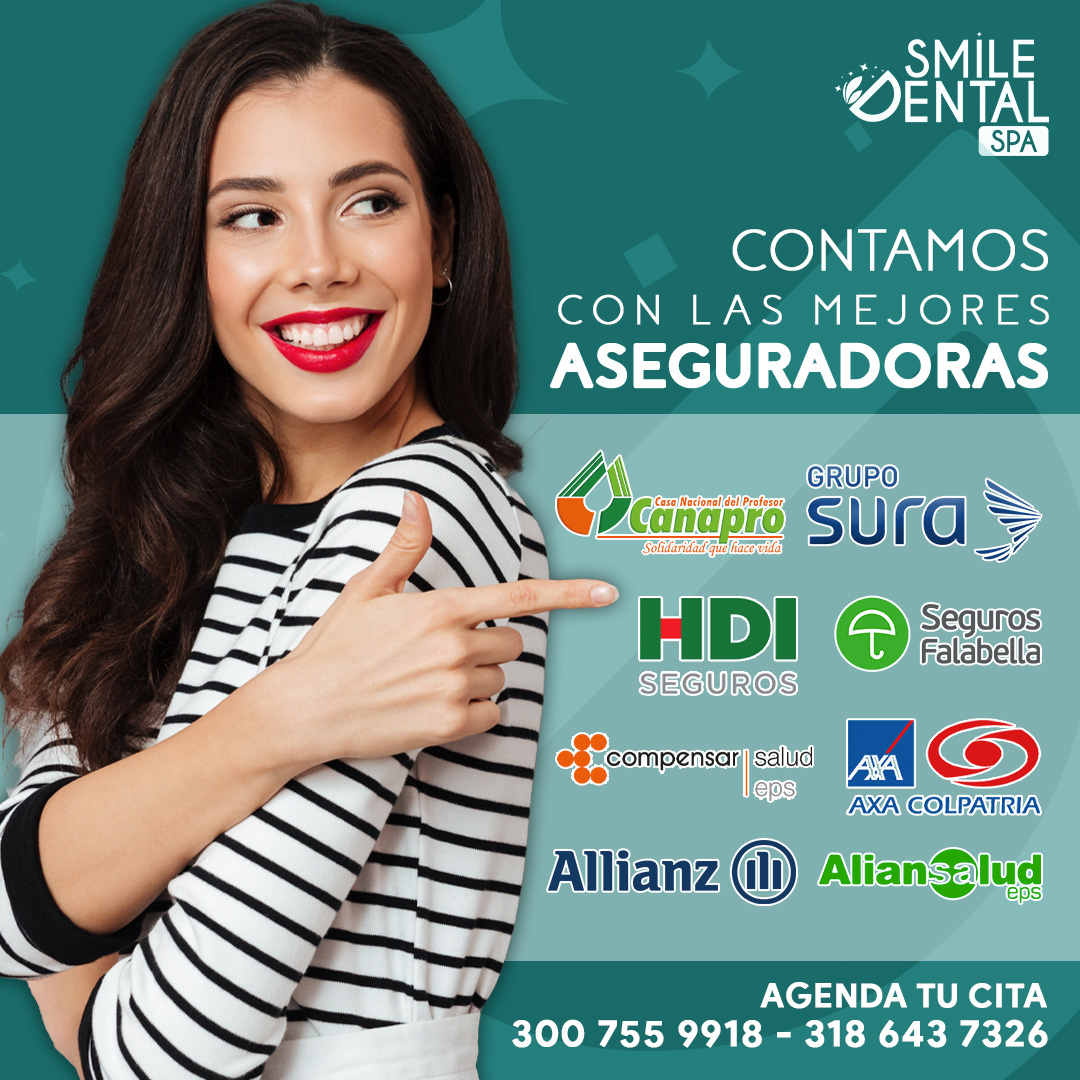 SMILE
DENTAL
SPA
CONTAMOS
CON LAS MEJORES
ASEGURADORAS
Casa Nacional del Profesor
Canapro
Solidaridad que hace vida
GRUPO
sura
HDI
SEGUROS
Seguros
Falabella
compensar salud
eps
AXA
AXA COLPATRIA
Allianz
Aliansalud
eps
AGENDA TU CITA
300 755 9918 - 318 643 7326